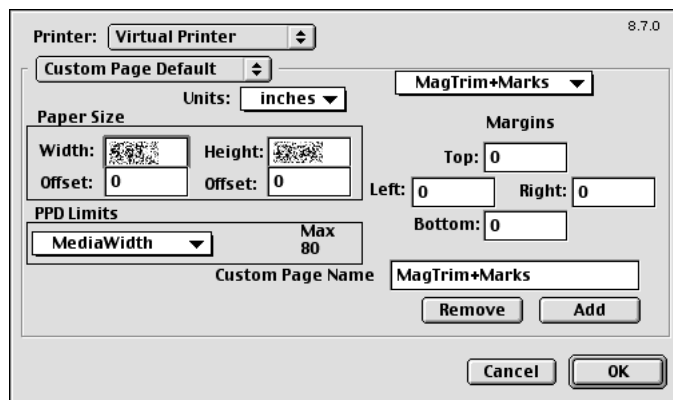 8.7.0
Printer: Virtual Printer
Custom Page Default
MagTrim+Marks
Units: inches
Paper Size
Margins
Width: Height:
Top: 0
Offset: 0 Offset: 0
Left: 0 Right: 0
PPD Limits
Bottom: 0
MediaWidth
Max
80
Custom Page Name MagTrim+Marks
Remove Add
Cancel OK